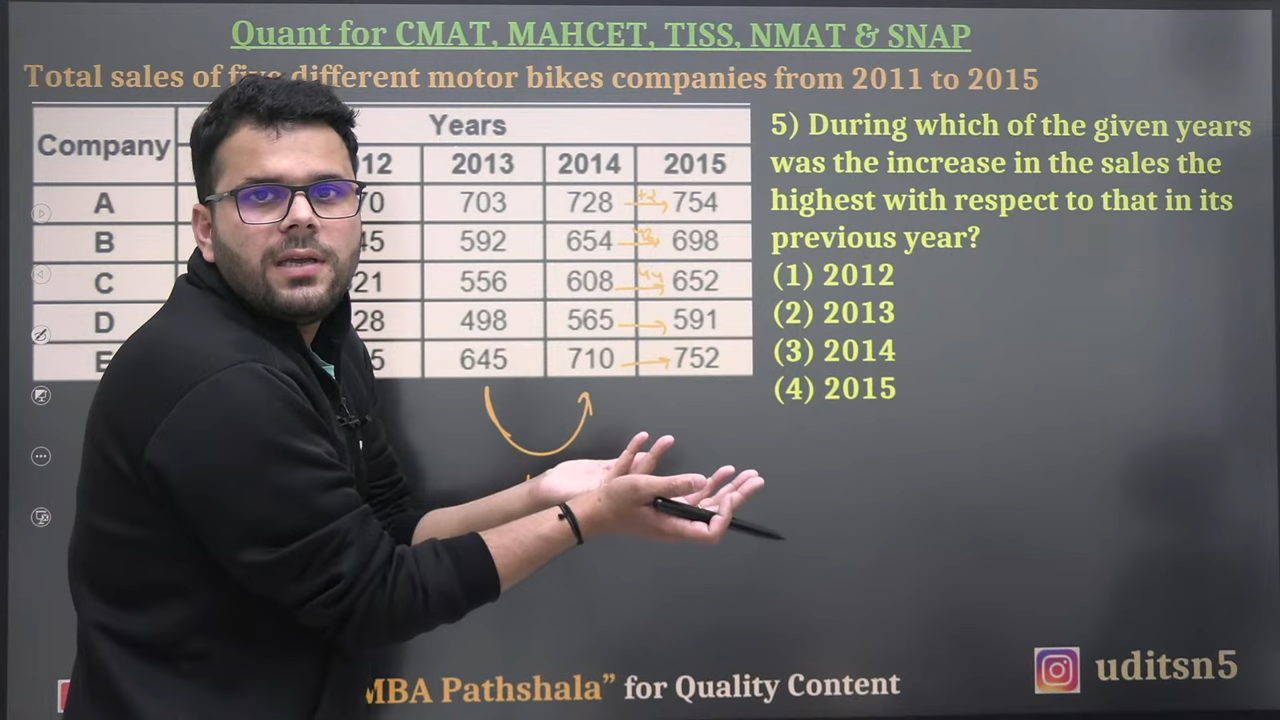 Quant for CMAT, MAHCET, TISS, NMAT & SNAP
Total sales of five different motor bikes companies from 2011 to 2015
Company Years
2013 2014 2015
A 703 728 754
B 592 654 698
C 556 608 44 652
D 498 565 591
E 645 710 752
5) During which of the given years
was the increase in the sales the
highest with respect to that in its
previous year?
(1) 2012
(2) 2013
(3) 2014
(4) 2015
MBA Pathshala” for Quality Content
uditsn5